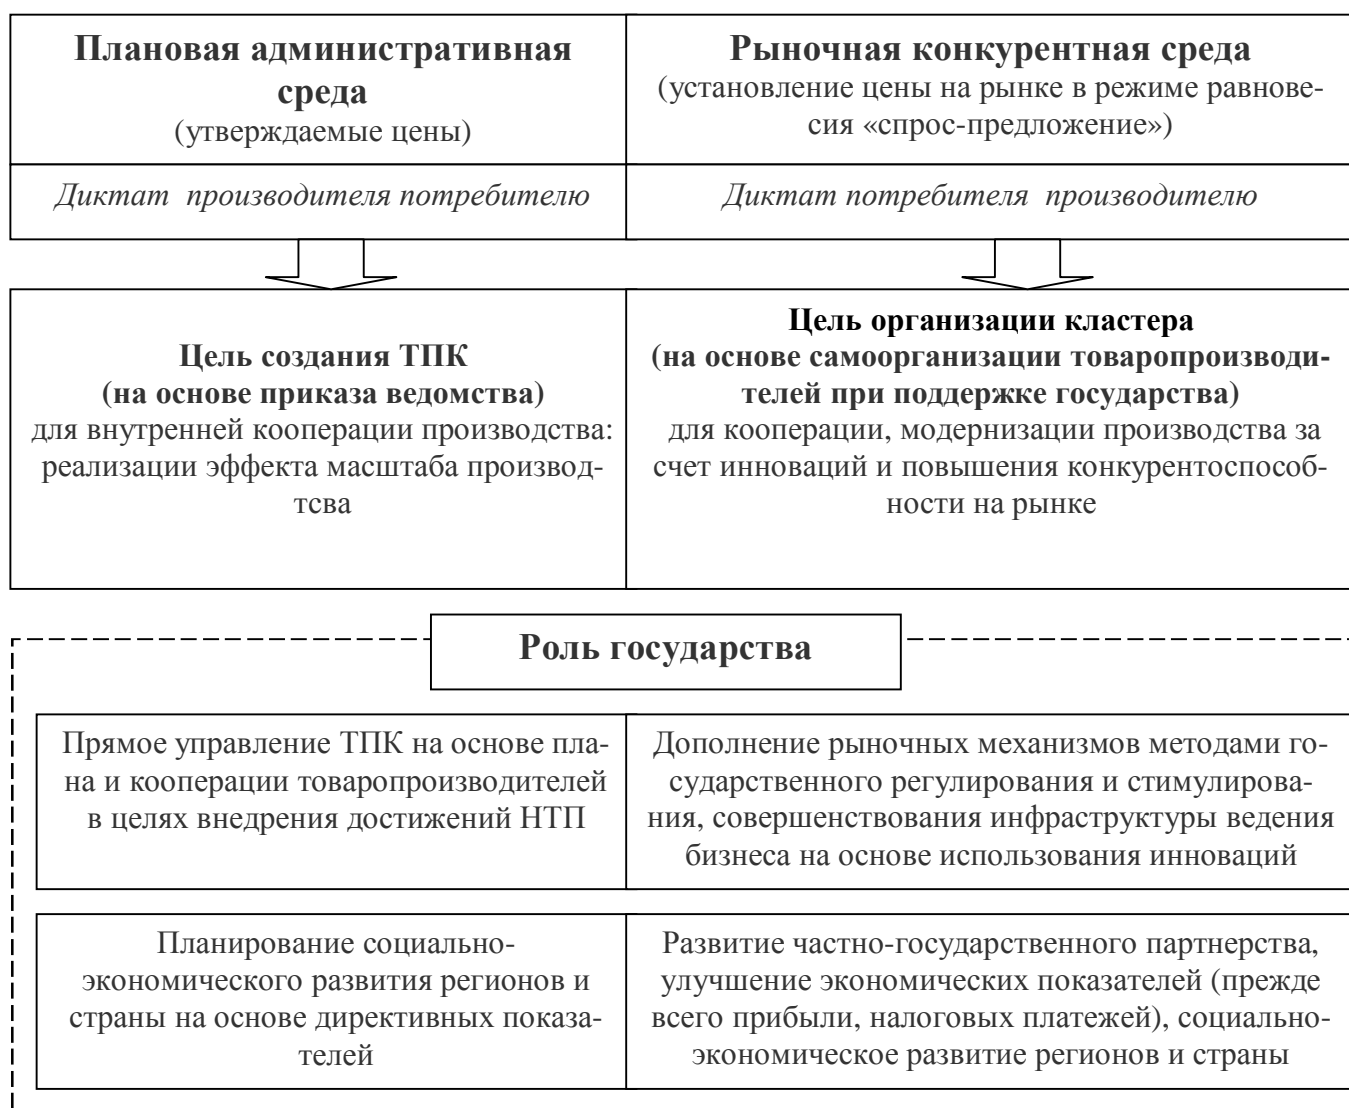 Плановая административная
среда
(утверждаемые цены)
Рыночная конкурентная среда
(установление цены на рынке в режиме равнове-
сия «спрос-предложение»)
Диктат производителя потребителю
Диктат потребителя производителю
Цель создания ТПК
(на основе приказа ведомства)
для внутренней кооперации производства:
реализации эффекта масштаба производ-
тсва
Цель организации кластера
(на основе самоорганизации товаропроизводи-
телей при поддержке государства)
для кооперации, модернизации производства за
счет инноваций и повышения конкурентоспособ-
ности на рынке
Роль государства
Прямое управление ТПК на основе пла-
на и кооперации товаропроизводителей
в целях внедрения достижений НТП
Дополнение рыночных механизмов методами го-
сударственного регулирования и стимулирова-
ния, совершенствования инфраструктуры ведения
бизнеса на основе использования инноваций
Планирование социально-
экономического развития регионов и
страны на основе директивных показа-
телей
Развитие частно-государственного партнерства,
улучшение экономических показателей (прежде
всего прибыли, налоговых платежей), социально-
экономическое развитие регионов и страны